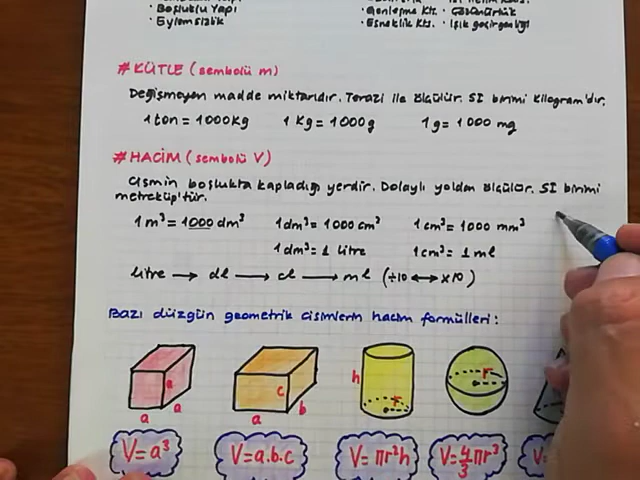 • Boşluklu Yapı
• Eylemsizlik
• Genleşme Kts. • Çözünürlük
• Esneklik Kts. • Işık geçirgenliği
#KÜTLE (sembolü m)
Değişmeyen madde miktarıdır. Terazi ile ölçülür. SI birimi kilogram'dır.
1 ton = 1000 Kg 1 Kg = 1000 g 1 g = 1000 mg
#HACİM (sembolü V)
Cismin boşlukta kapladığı yerdir. Dolaylı yoldan ölçülür. SI birimi
metreküp'tür.
1 m³ = 1000 dm³ 1 dm³ = 1000 cm³ 1 cm³ = 1000 mm³
1 dm³ = 1 litre 1 cm³ = 1 ml
litre → dl → cl → ml (÷10 ↔ ×10)
Bazı düzgün geometrik cisimlerin hacim formülleri:
a a a
a b c
h r
r
V = a³ V = a.b.c V = πr²h V = 4/3 πr³ V =